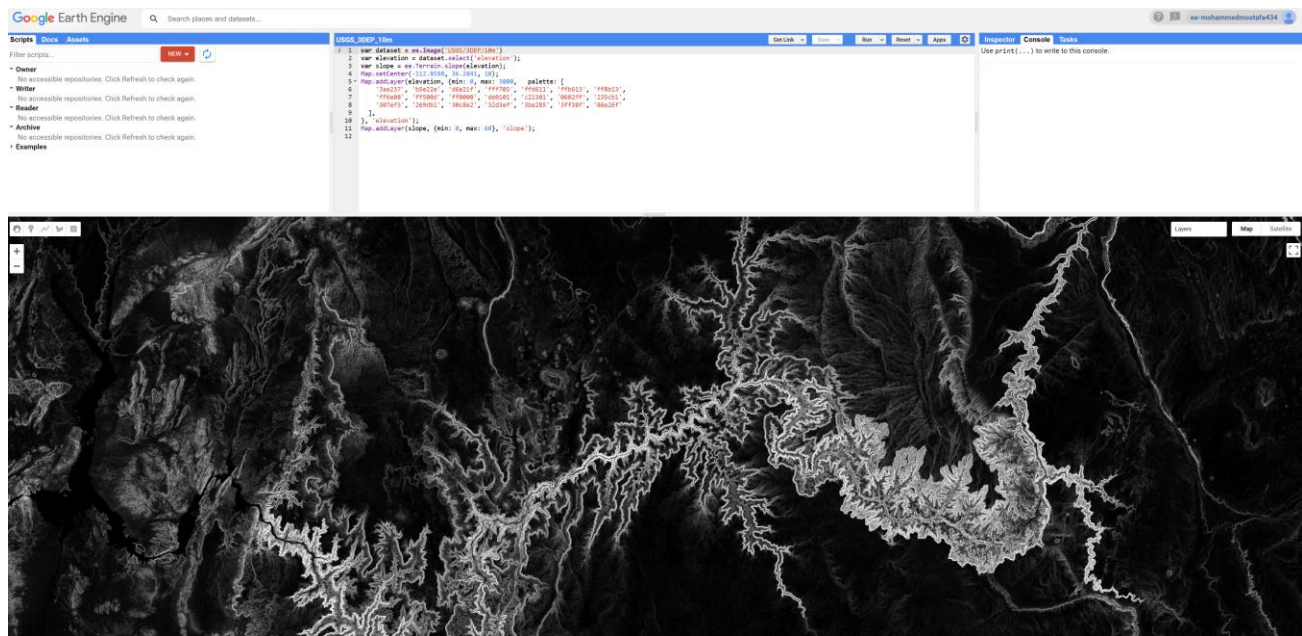 Google Earth Engine
Search places and datasets...
ee-mohammedmostafa434
Scripts Docs Assets
Filter scripts...
NEW
Owner
No accessible repositories. Click Refresh to check again.
Writer
No accessible repositories. Click Refresh to check again.
Reader
No accessible repositories. Click Refresh to check again.
Archive
No accessible repositories. Click Refresh to check again.
Examples
USGS_3DEP_10m
Get Link Save Run Reset Apps
1 var dataset = ee.Image('USGS/3DEP/10m')
2 var elevation = dataset.select('elevation');
3 var slope = ee.Terrain.slope(elevation);
4 Map.setCenter(-112.8598, 36.2841, 10);
5 Map.addLayer(elevation, {min: 0, max: 3000, palette: [
6 '3ae237', 'b5e22e', 'd6e21f', 'fff705', 'ffd611', 'ffb613', 'ff8b13',
7 'ff6e08', 'ff500d', 'ff0000', 'de0101', 'c21301', '0602ff', '235cb1',
8 '307ef3', '269db1', '30c8e2', '32d3ef', '3be285', '3ff38f', '86e26f'
9 ],
10 }, 'elevation');
11 Map.addLayer(slope, {min: 0, max: 60}, 'slope');
12
Inspector Console Tasks
Use print(...) to write to this console.
Layers
Map Satellite